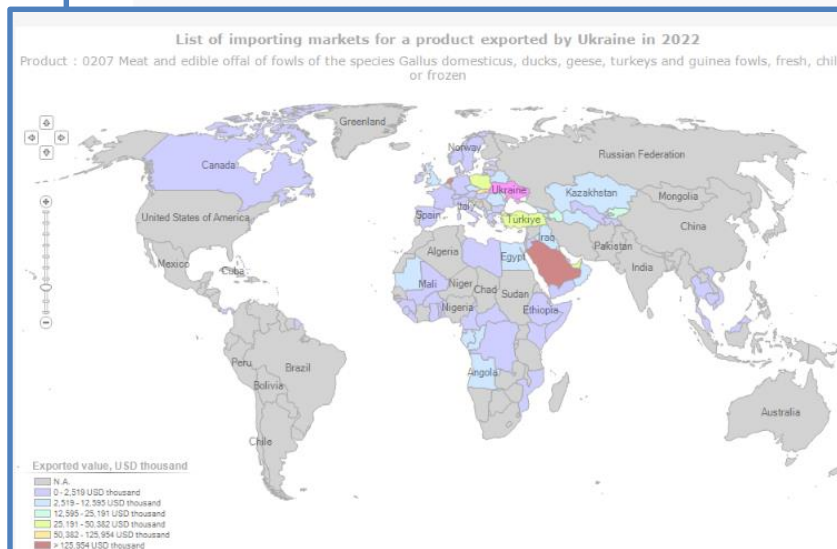 List of importing markets for a product exported by Ukraine in 2022
Product : 0207 Meat and edible offal of fowls of the species Gallus domesticus, ducks, geese, turkeys and guinea fowls, fresh, chil
or frozen
Greenland
Norway
Russian Federation
Canada
Ukraine
Kazakhstan
Mongolia
United States of America
Spain
Ital
Türkiye
China
Iraq
Algeria
Pakistan
Mexico
Cuba
Egypt
India
Mali
Niger
Chad
Sudan
Nigeria
Ethiopia
Peru
Brazil
Angola
Bolivia
Australia
Chile
Exported value, USD thousand
N.A.
0 - 2,519 USD thousand
2,519 - 12,595 USD thousand
12,595 - 25,191 USD thousand
25,191 - 50,382 USD thousand
50,382 - 125,954 USD thousand
> 125,954 USD thousand